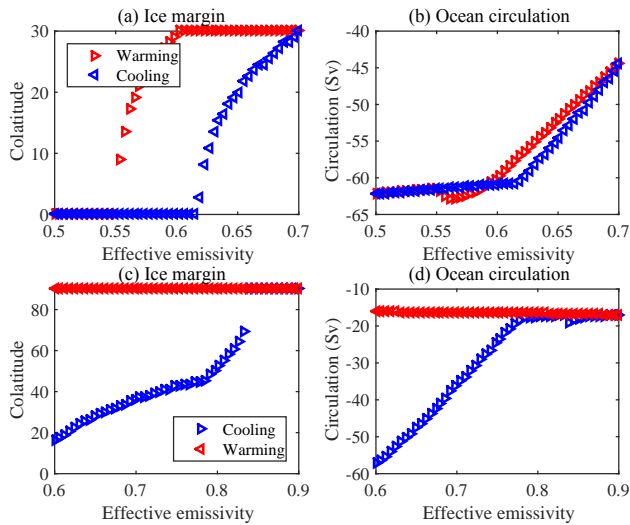 (a) Ice margin
30
20
10
0
Colatitude
Warming
Cooling
0.5
0.55
0.6
0.65
0.7
Effective emissivity
(b) Ocean circulation
-40
-45
-50
-55
-60
-65
Circulation (Sv)
0.5
0.6
0.7
Effective emissivity
(c) Ice margin
80
60
40
20
0
Colatitude
Cooling
Warming
0.6
0.7
0.8
0.9
Effective emissivity
(d) Ocean circulation
-10
-20
-30
-40
-50
-60
Circulation (Sv)
0.6
0.7
0.8
0.9
Effective emissivity